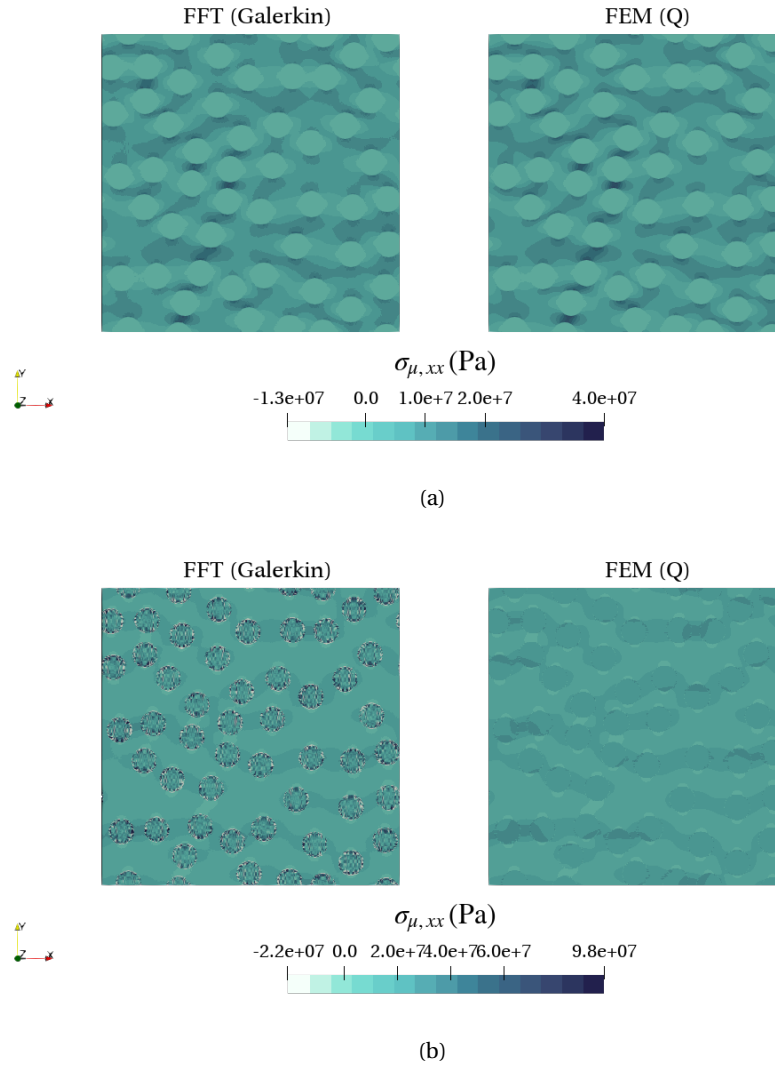 FFT (Galerkin) FEM (Q)
σμ, xx (Pa)
-1.3e+07 0.0 1.0e+7 2.0e+7 4.0e+07
Y
Z X
(a)
FFT (Galerkin) FEM (Q)
σμ, xx (Pa)
-2.2e+07 0.0 2.0e+7 4.0e+7 6.0e+7 9.8e+07
Y
Z X
(b)